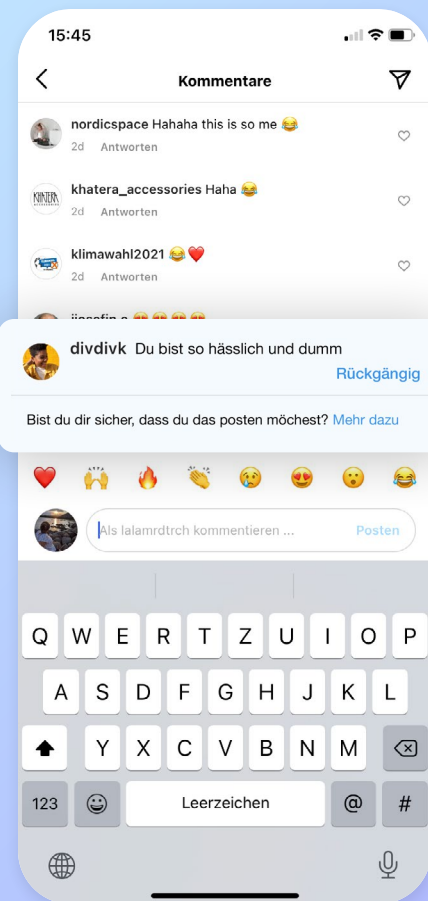 15:45
Kommentare
nordicspace Hahaha this is so me 😂
2d Antworten
KHATERA
khatera_accessories Haha 😂
2d Antworten
klimawahl2021 😂❤️
2d Antworten
divdivk Du bist so hässlich und dumm
Rückgängig
Bist du dir sicher, dass du das posten möchest? Mehr dazu
❤️ 🙌 🔥 👏 😢 😍 😮 😂
Als lalamrdtrch kommentieren ... Posten
Q W E R T Z U I O P
A S D F G H J K L
Y X C V B N M
123 Leerzeichen @ #